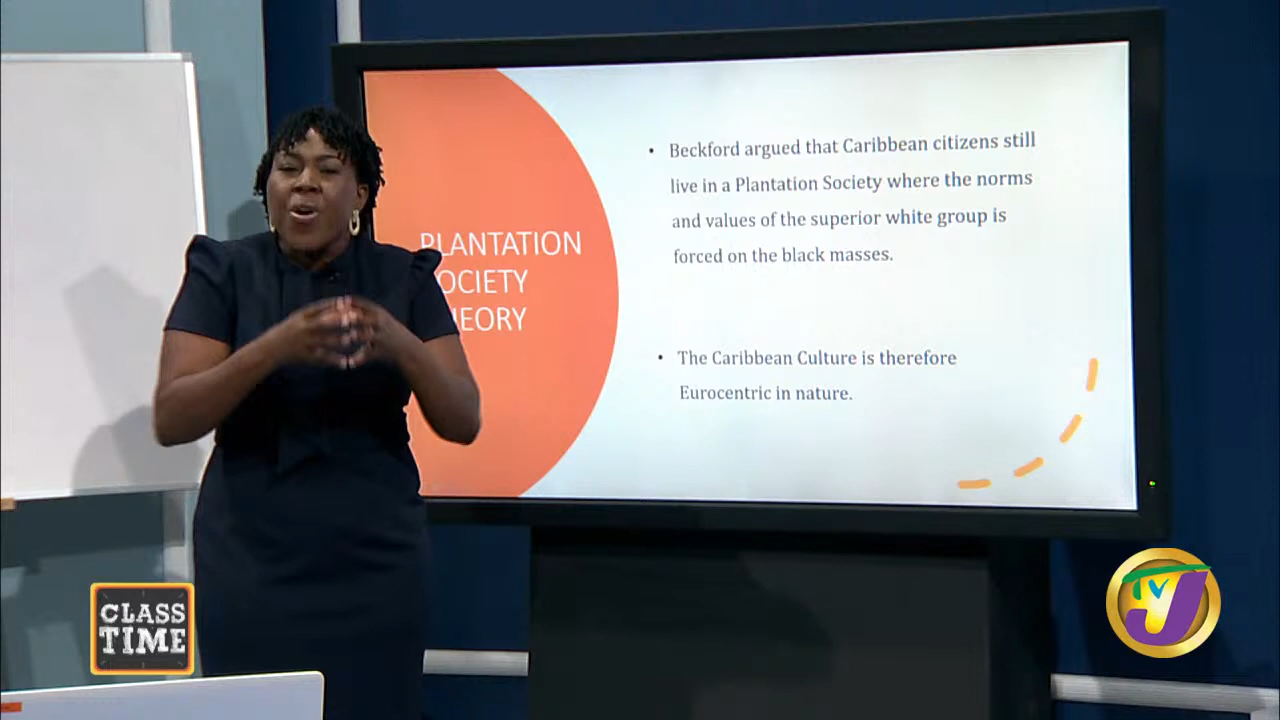 PLANTATION
OCIETY
EORY
• Beckford argued that Caribbean citizens still
live in a Plantation Society where the norms
and values of the superior white group is
forced on the black masses.
• The Caribbean Culture is therefore
Eurocentric in nature.
CLASS
TIME
TVJ